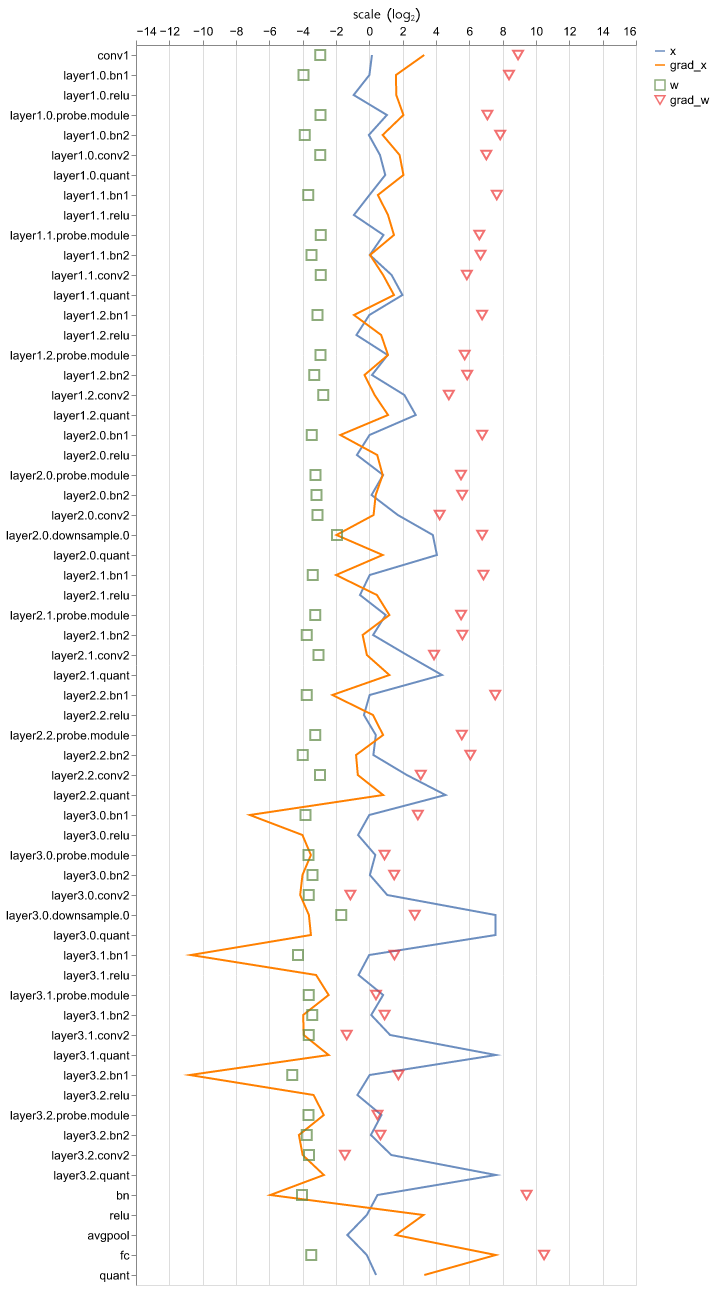 scale (log₂)
−14 −12 −10 −8 −6 −4 −2 0 2 4 6 8 10 12 14 16
x
grad_x
w
grad_w
conv1
layer1.0.bn1
layer1.0.relu
layer1.0.probe.module
layer1.0.bn2
layer1.0.conv2
layer1.0.quant
layer1.1.bn1
layer1.1.relu
layer1.1.probe.module
layer1.1.bn2
layer1.1.conv2
layer1.1.quant
layer1.2.bn1
layer1.2.relu
layer1.2.probe.module
layer1.2.bn2
layer1.2.conv2
layer1.2.quant
layer2.0.bn1
layer2.0.relu
layer2.0.probe.module
layer2.0.bn2
layer2.0.conv2
layer2.0.downsample.0
layer2.0.quant
layer2.1.bn1
layer2.1.relu
layer2.1.probe.module
layer2.1.bn2
layer2.1.conv2
layer2.1.quant
layer2.2.bn1
layer2.2.relu
layer2.2.probe.module
layer2.2.bn2
layer2.2.conv2
layer2.2.quant
layer3.0.bn1
layer3.0.relu
layer3.0.probe.module
layer3.0.bn2
layer3.0.conv2
layer3.0.downsample.0
layer3.0.quant
layer3.1.bn1
layer3.1.relu
layer3.1.probe.module
layer3.1.bn2
layer3.1.conv2
layer3.1.quant
layer3.2.bn1
layer3.2.relu
layer3.2.probe.module
layer3.2.bn2
layer3.2.conv2
layer3.2.quant
bn
relu
avgpool
fc
quant